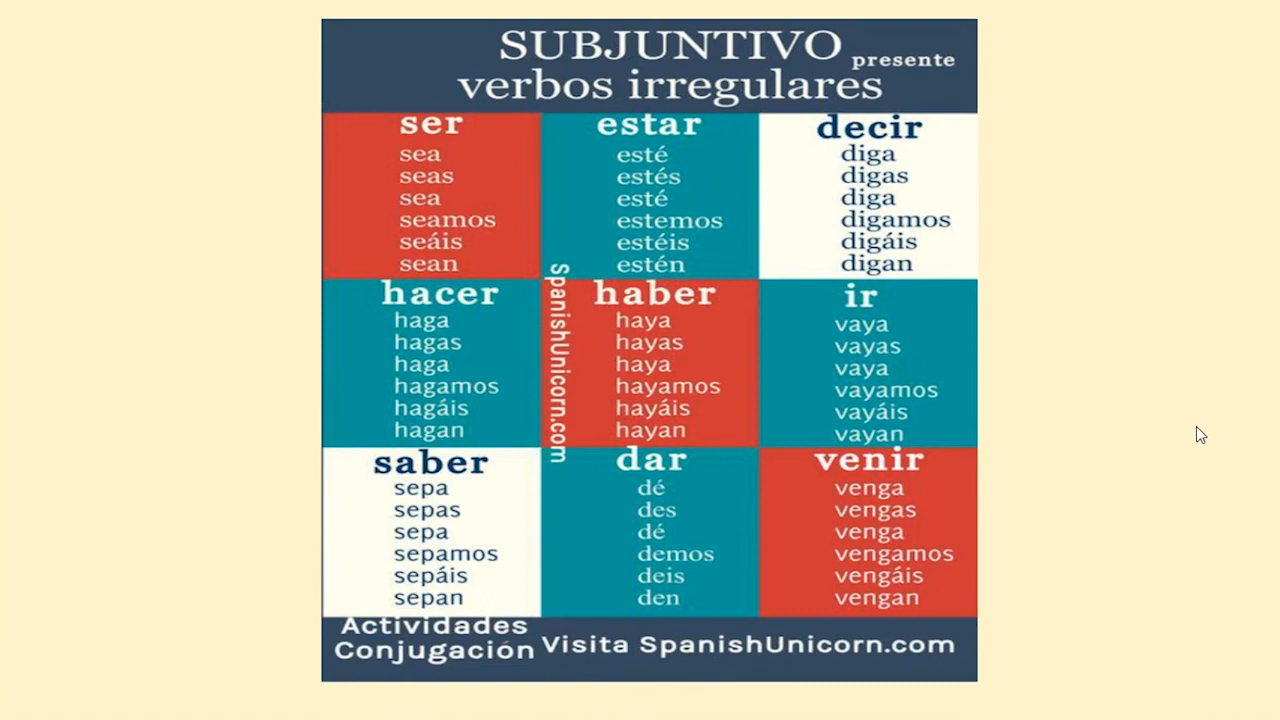 SUBJUNTIVO presente
verbos irregulares
ser
sea
seas
sea
seamos
seáis
sean
estar
esté
estés
esté
estemos
estéis
estén
decir
diga
digas
diga
digamos
digáis
digan
hacer
haga
hagas
haga
hagamos
hagáis
hagan
SpanishUnicorn.com
haber
haya
hayas
haya
hayamos
hayáis
hayan
ir
vaya
vayas
vaya
vayamos
vayáis
vayan
saber
sepa
sepas
sepa
sepamos
sepáis
sepan
dar
dé
des
dé
demos
deis
den
venir
venga
vengas
venga
vengamos
vengáis
vengan
Actividades
Conjugación
Visita SpanishUnicorn.com